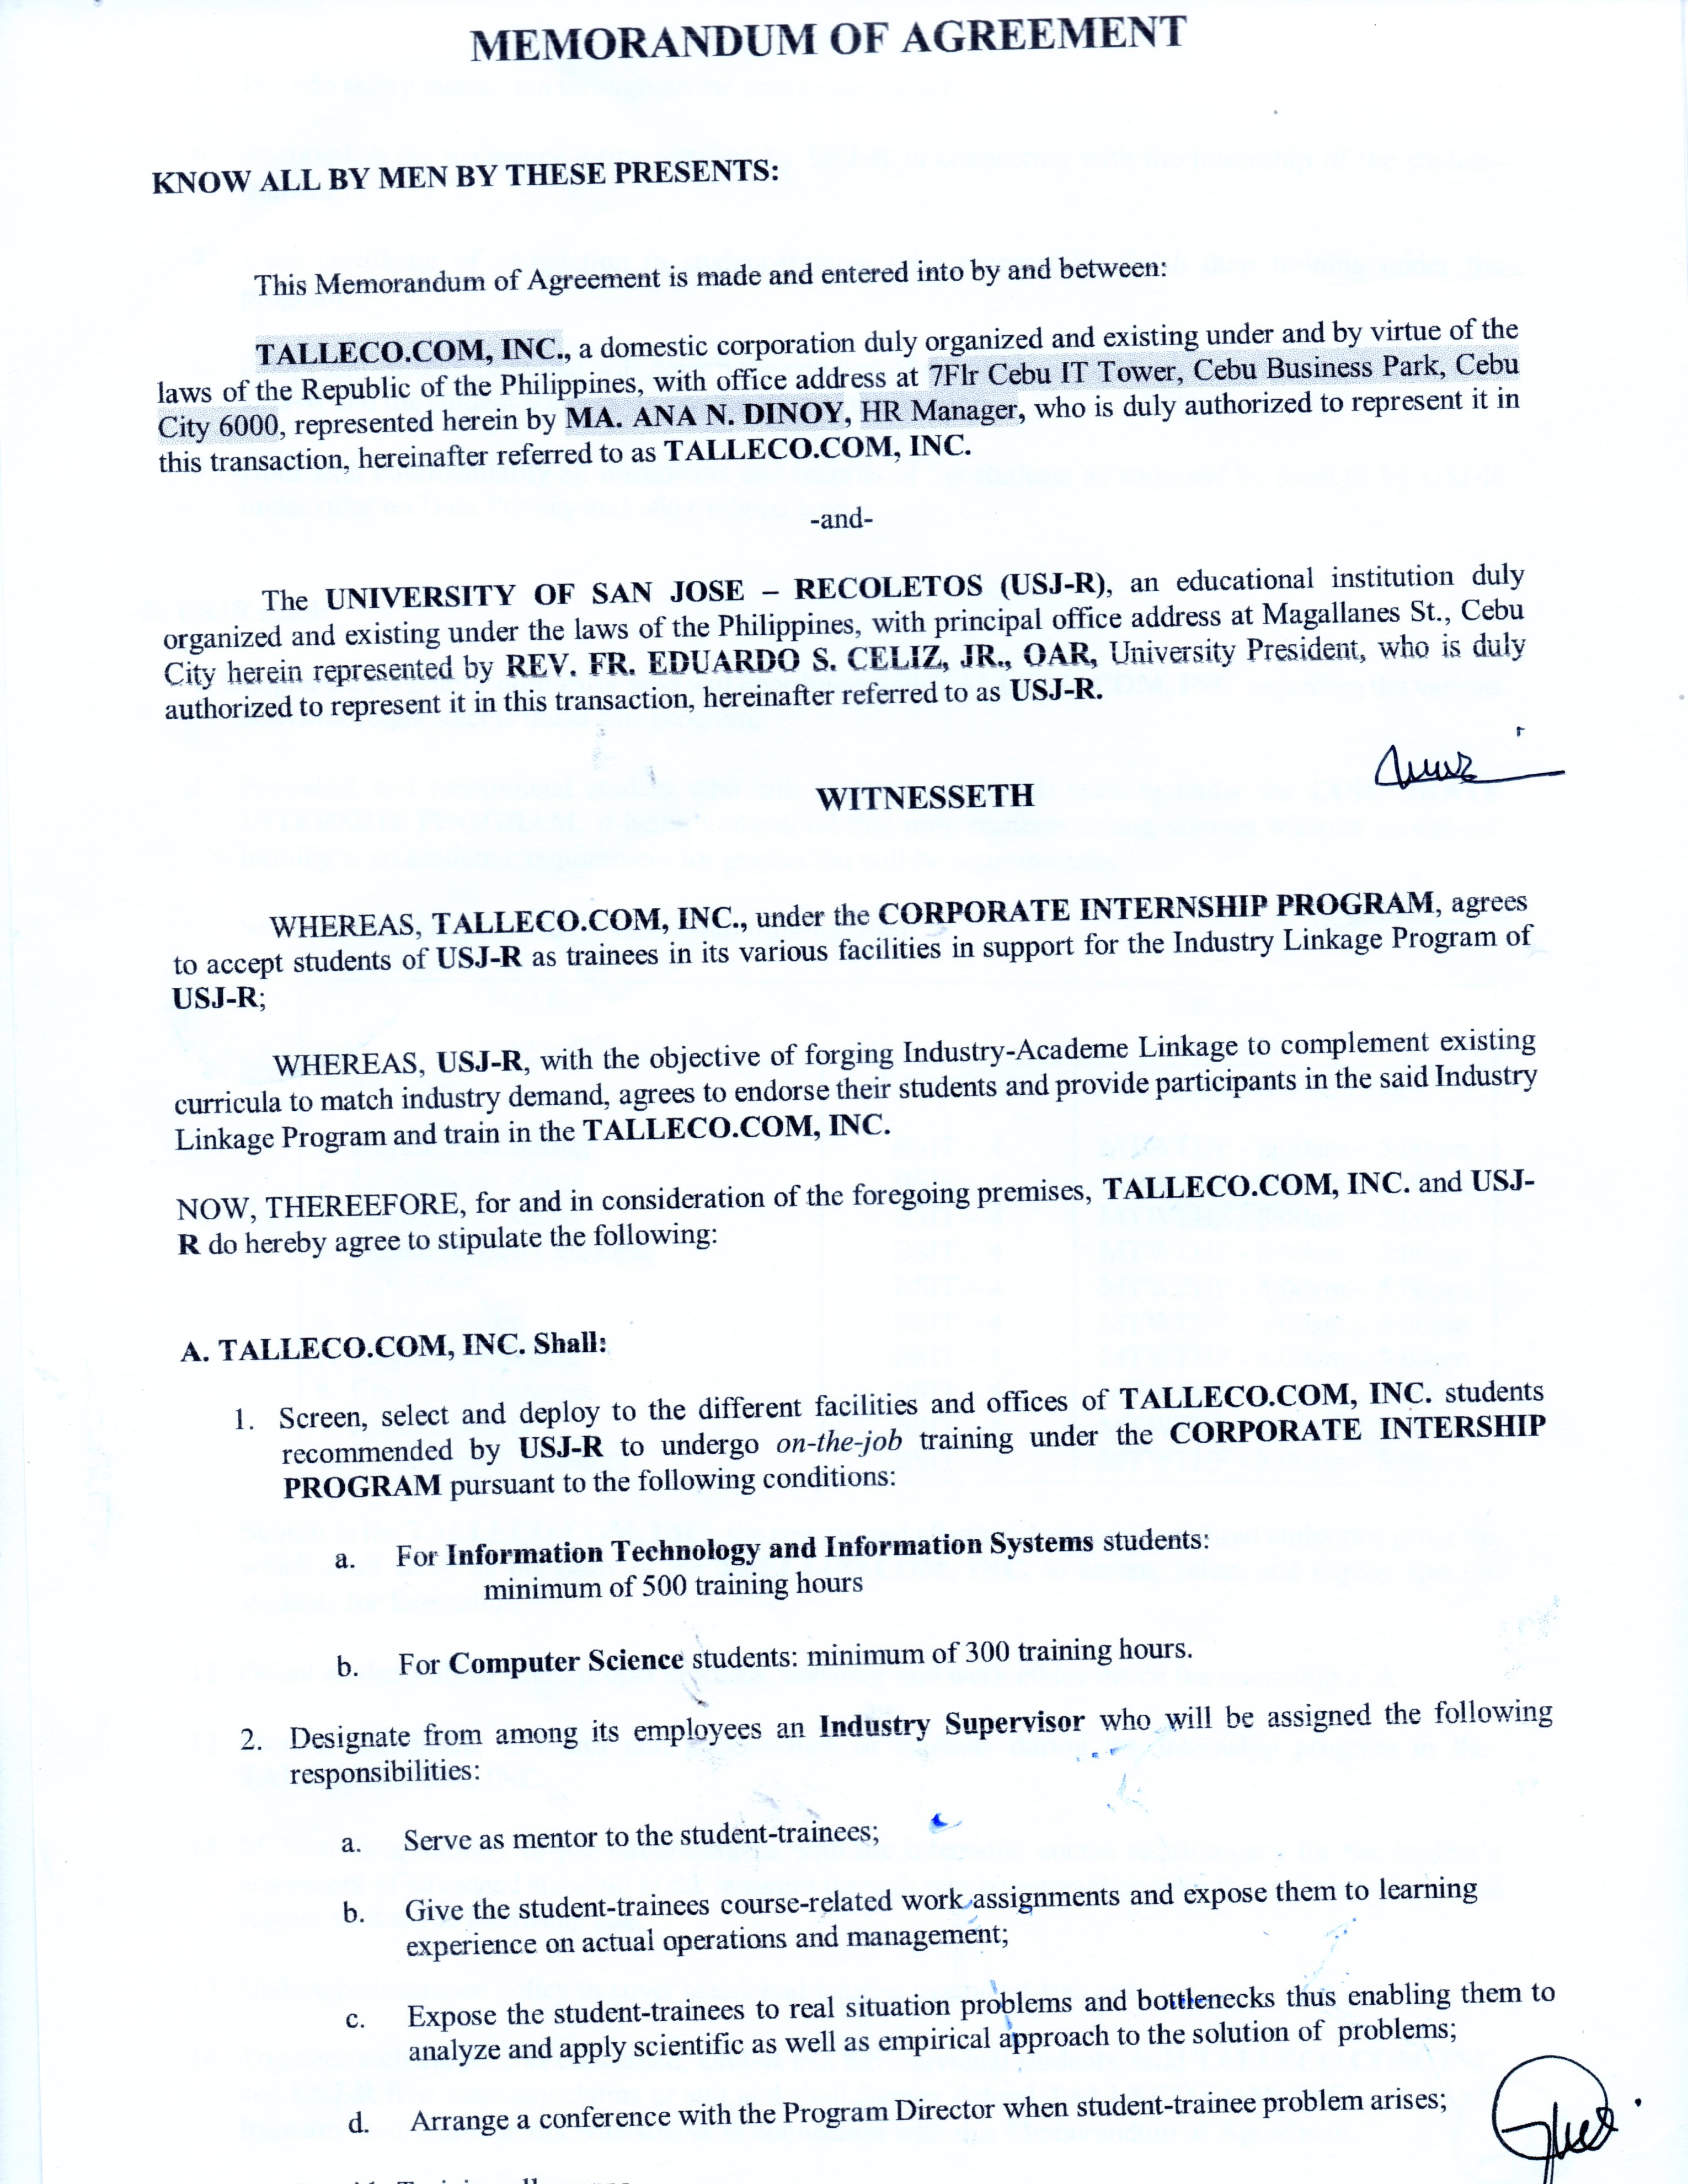 MEMORANDUM OF AGREEMENT
KNOW ALL BY MEN BY THESE PRESENTS:
This Memorandum of Agreement is made and entered into by and between:
TALLECO.COM, INC., a domestic corporation duly organized and existing under and by virtue of the
laws of the Republic of the Philippines, with office address at 7Flr Cebu IT Tower, Cebu Business Park, Cebu
City 6000, represented herein by MA. ANA N. DINOY, HR Manager, who is duly authorized to represent it in
this transaction, hereinafter referred to as TALLECO.COM, INC.
-and-
The UNIVERSITY OF SAN JOSE – RECOLETOS (USJ-R), an educational institution duly
organized and existing under the laws of the Philippines, with principal office address at Magallanes St., Cebu
City herein represented by REV. FR. EDUARDO S. CELIZ, JR., OAR, University President, who is duly
authorized to represent it in this transaction, hereinafter referred to as USJ-R.
WITNESSETH
WHEREAS, TALLECO.COM, INC., under the CORPORATE INTERNSHIP PROGRAM, agrees
to accept students of USJ-R as trainees in its various facilities in support for the Industry Linkage Program of
USJ-R;
WHEREAS, USJ-R, with the objective of forging Industry-Academe Linkage to complement existing
curricula to match industry demand, agrees to endorse their students and provide participants in the said Industry
Linkage Program and train in the TALLECO.COM, INC.
NOW, THEREEFORE, for and in consideration of the foregoing premises, TALLECO.COM, INC. and USJ-
R do hereby agree to stipulate the following:
A. TALLECO.COM, INC. Shall:
1. Screen, select and deploy to the different facilities and offices of TALLECO.COM, INC. students
recommended by USJ-R to undergo on-the-job training under the CORPORATE INTERSHIP
PROGRAM pursuant to the following conditions:
a. For Information Technology and Information Systems students:
minimum of 500 training hours
b. For Computer Science students: minimum of 300 training hours.
2. Designate from among its employees an Industry Supervisor who will be assigned the following
responsibilities:
a. Serve as mentor to the student-trainees;
b. Give the student-trainees course-related work assignments and expose them to learning
experience on actual operations and management;
c. Expose the student-trainees to real situation problems and bottlenecks thus enabling them to
analyze and apply scientific as well as empirical approach to the solution of problems;
d. Arrange a conference with the Program Director when student-trainee problem arises;